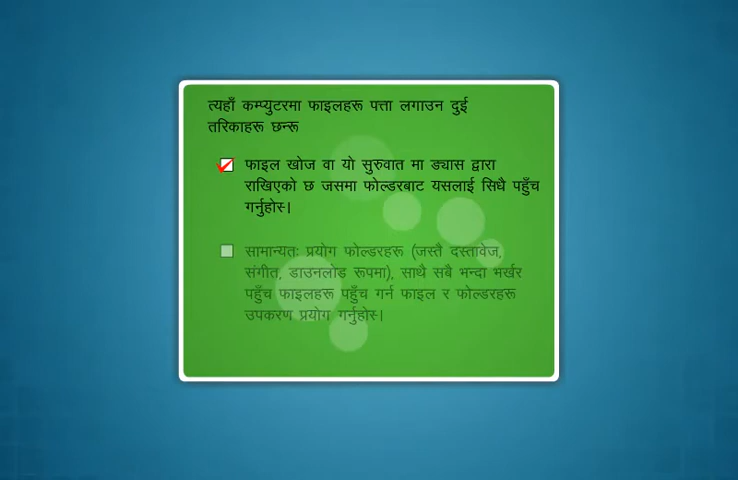 त्यहाँ कम्प्युटरमा फाइलहरू पत्ता लगाउन दुई
तरिकाहरू छन्रू
फाइल खोज वा यो सुरुवात मा ड्यास द्वारा
राखिएको छ जसमा फोल्डरबाट यसलाई सिधै पहुँच
गर्नुहोस्।
सामान्यतः प्रयोग फोल्डरहरू (जस्तै दस्तावेज,
संगीत, डाउनलोड रूपमा), साथै सबै भन्दा भर्खर
पहुँच फाइलहरू पहुँच गर्न फाइल र फोल्डरहरू
उपकरण प्रयोग गर्नुहोस्।